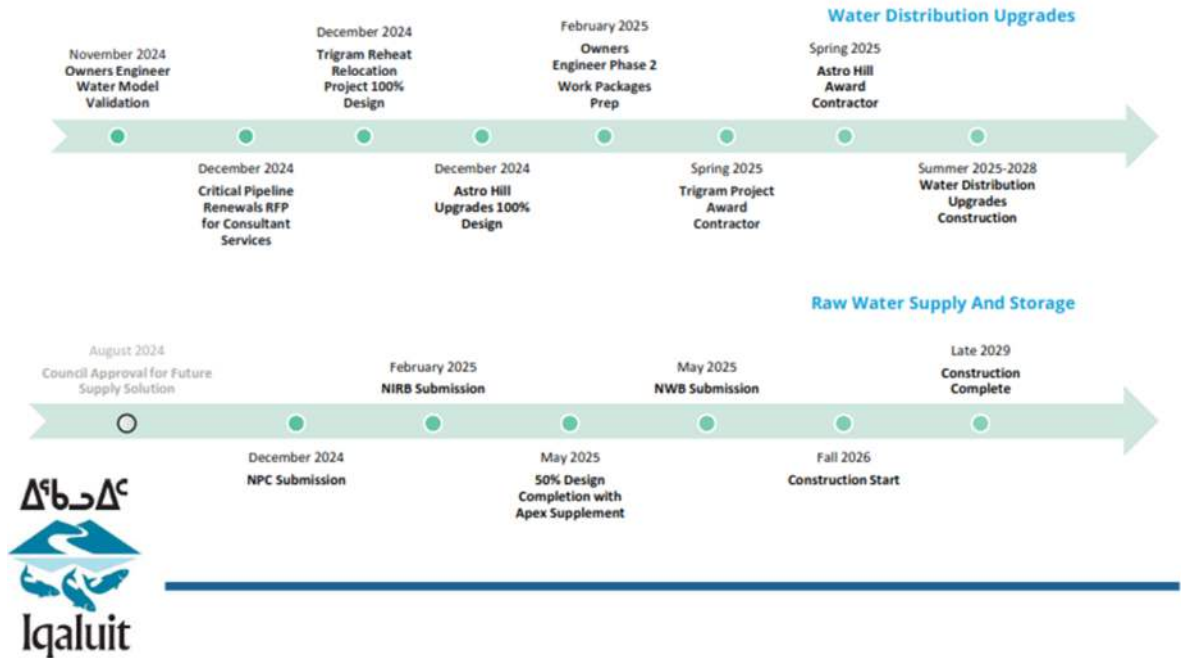 Water Distribution Upgrades
November 2024
Owners Engineer
Water Model
Validation
December 2024
Critical Pipeline
Renewals RFP
for Consultant
Services
December 2024
Trigram Reheat
Relocation
Project 100%
Design
December 2024
Astro Hill
Upgrades 100%
Design
February 2025
Owners
Engineer Phase 2
Work Packages
Prep
Spring 2025
Trigram Project
Award
Contractor
Spring 2025
Astro Hill
Award
Contractor
Summer 2025-2028
Water Distribution
Upgrades
Construction
Raw Water Supply And Storage
August 2024
Council Approval for Future
Supply Solution
December 2024
NPC Submission
February 2025
NIRB Submission
May 2025
50% Design
Completion with
Apex Supplement
May 2025
NWB Submission
Fall 2026
Construction Start
Late 2029
Construction
Complete
ᐃᖃᓗᐃᑦ
Iqaluit